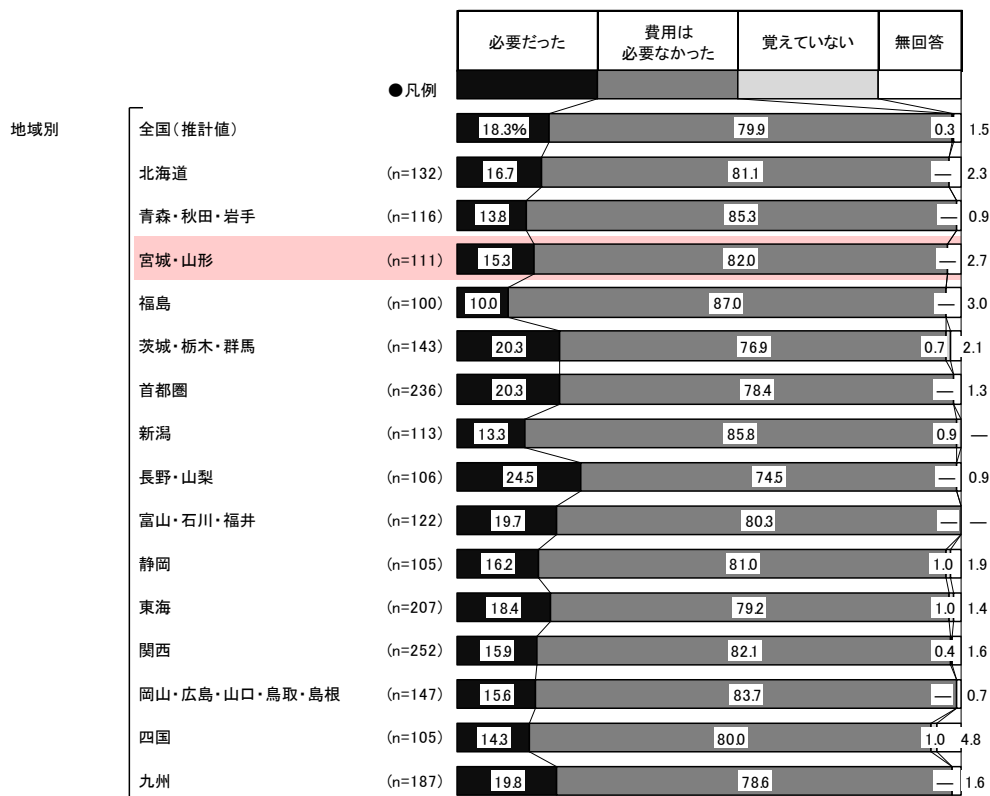 必要だった 費用は必要なかった 覚えていない 無回答
●凡例
地域別 全国(推計値) 18.3% 79.9 0.3 1.5
北海道 (n=132) 16.7 81.1 — 2.3
青森・秋田・岩手 (n=116) 13.8 85.3 — 0.9
宮城・山形 (n=111) 15.3 82.0 — 2.7
福島 (n=100) 10.0 87.0 — 3.0
茨城・栃木・群馬 (n=143) 20.3 76.9 0.7 2.1
首都圏 (n=236) 20.3 78.4 — 1.3
新潟 (n=113) 13.3 85.8 0.9 —
長野・山梨 (n=106) 24.5 74.5 — 0.9
富山・石川・福井 (n=122) 19.7 80.3 — —
静岡 (n=105) 16.2 81.0 1.0 1.9
東海 (n=207) 18.4 79.2 1.0 1.4
関西 (n=252) 15.9 82.1 0.4 1.6
岡山・広島・山口・鳥取・島根 (n=147) 15.6 83.7 — 0.7
四国 (n=105) 14.3 80.0 1.0 4.8
九州 (n=187) 19.8 78.6 — 1.6